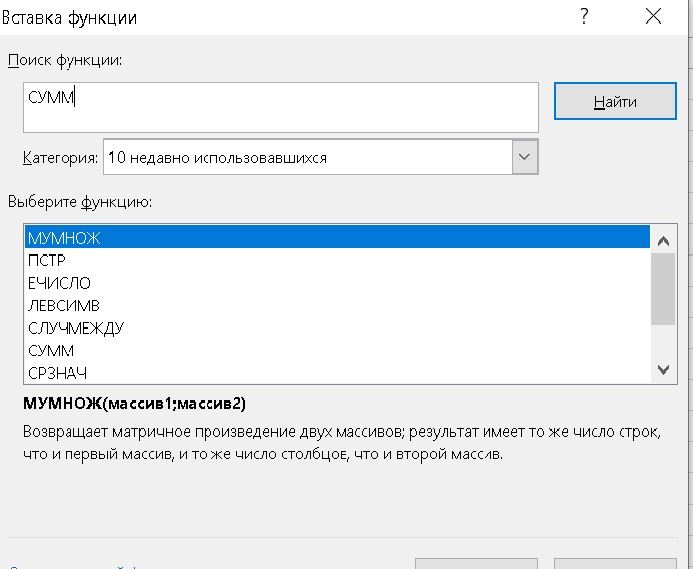 Вставка функции
?
Поиск функции:
СУММ
Найти
Категория: 10 недавно использовавшихся
Выберите функцию:
МУМНОЖ
ПСТР
ЕЧИСЛО
ЛЕВСИМВ
СЛУЧМЕЖДУ
СУММ
СРЗНАЧ
МУМНОЖ(массив1;массив2)
Возвращает матричное произведение двух массивов; результат имеет то же число строк,
что и первый массив, и то же число столбцов, что и второй массив.